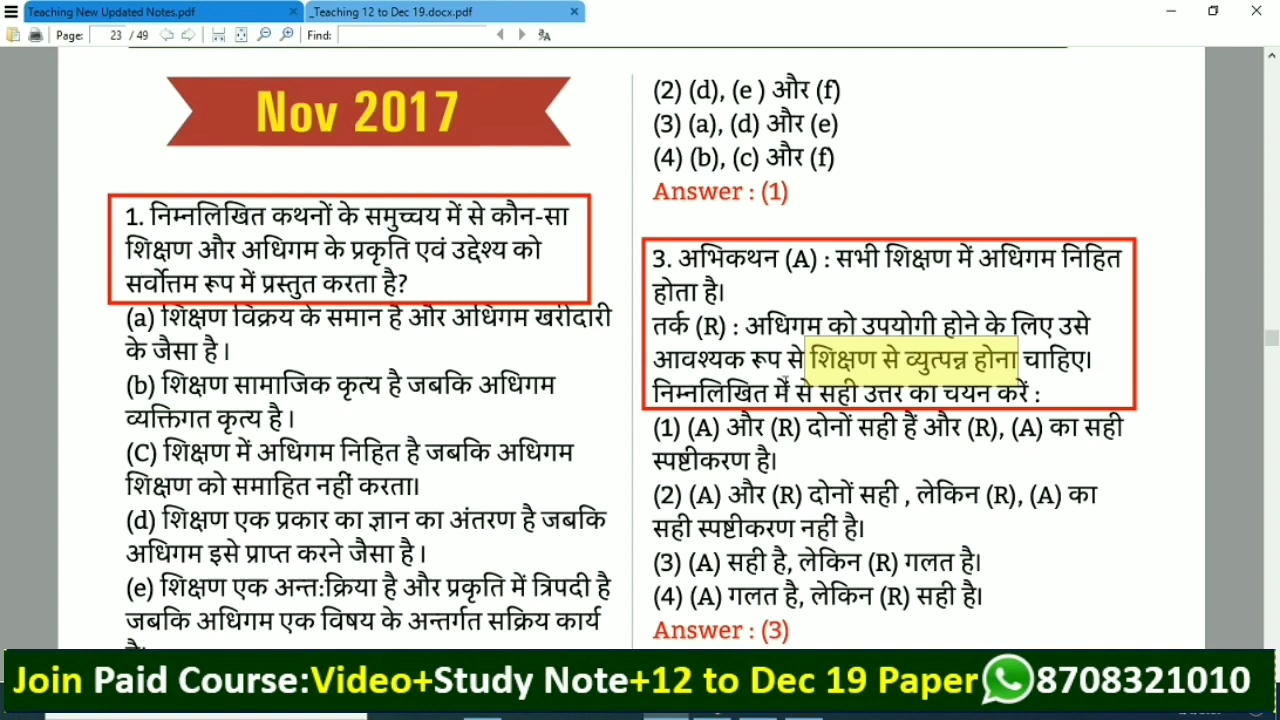 Teaching New Updated Notes.pdf
_Teaching 12 to Dec 19.docx.pdf
Page: 23 / 49
Find:
Nov 2017
1. निम्नलिखित कथनों के समुच्चय में से कौन-सा
शिक्षण और अधिगम के प्रकृति एवं उद्देश्य को
सर्वोत्तम रूप में प्रस्तुत करता है?
(a) शिक्षण विक्रय के समान है और अधिगम खरीदारी
के जैसा है ।
(b) शिक्षण सामाजिक कृत्य है जबकि अधिगम
व्यक्तिगत कृत्य है ।
(C) शिक्षण में अधिगम निहित है जबकि अधिगम
शिक्षण को समाहित नहीं करता।
(d) शिक्षण एक प्रकार का ज्ञान का अंतरण है जबकि
अधिगम इसे प्राप्त करने जैसा है ।
(e) शिक्षण एक अन्त:क्रिया है और प्रकृति में त्रिपदी है
जबकि अधिगम एक विषय के अन्तर्गत सक्रिय कार्य
(2) (d), (e ) और (f)
(3) (a), (d) और (e)
(4) (b), (c) और (f)
Answer : (1)
3. अभिकथन (A) : सभी शिक्षण में अधिगम निहित
होता है।
तर्क (R) : अधिगम को उपयोगी होने के लिए उसे
आवश्यक रूप से शिक्षण से व्युत्पन्न होना चाहिए।
निम्नलिखित में से सही उत्तर का चयन करें :
(1) (A) और (R) दोनों सही हैं और (R), (A) का सही
स्पष्टीकरण है।
(2) (A) और (R) दोनों सही , लेकिन (R), (A) का
सही स्पष्टीकरण नहीं है।
(3) (A) सही है, लेकिन (R) गलत है।
(4) (A) गलत है, लेकिन (R) सही है।
Answer : (3)
Join Paid Course:Video+Study Note+12 to Dec 19 Paper 8708321010